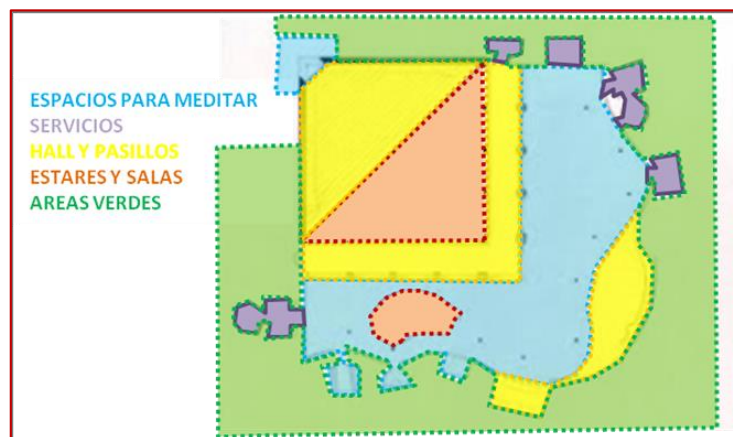 ESPACIOS PARA MEDITAR
SERVICIOS
HALL Y PASILLOS
ESTARES Y SALAS
AREAS VERDES